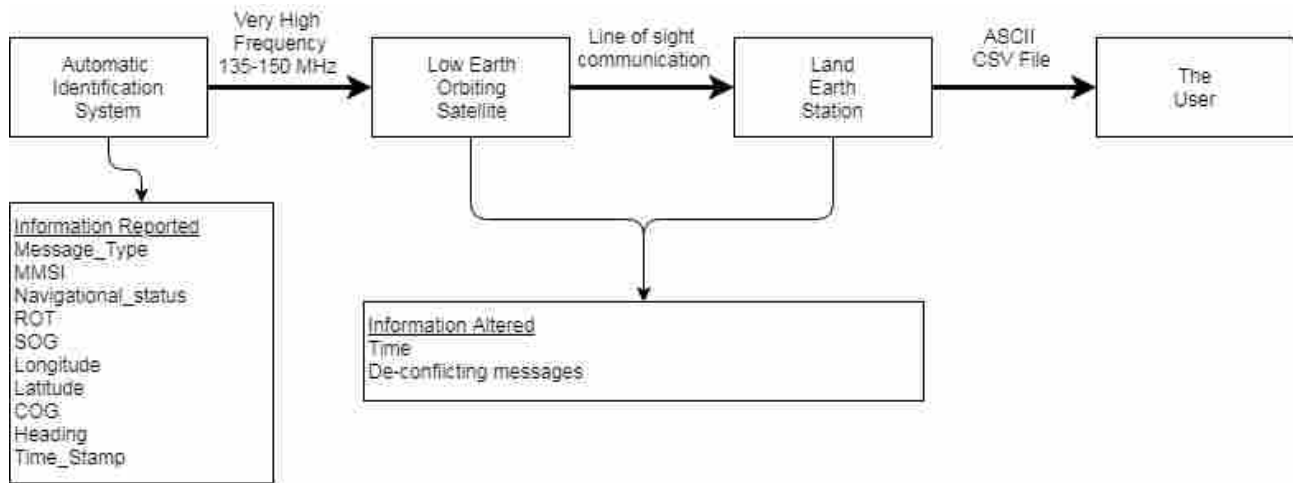 Automatic
Identification
System
Very High
Frequency
135-150 MHz
Low Earth
Orbiting
Satellite
Line of sight
communication
Land
Earth
Station
ASCII
CSV File
The
User
Information Reported
Message_Type
MMSI
Navigational_status
ROT
SOG
Longitude
Latitude
COG
Heading
Time_Stamp
Information Altered
Time
De-conflicting messages